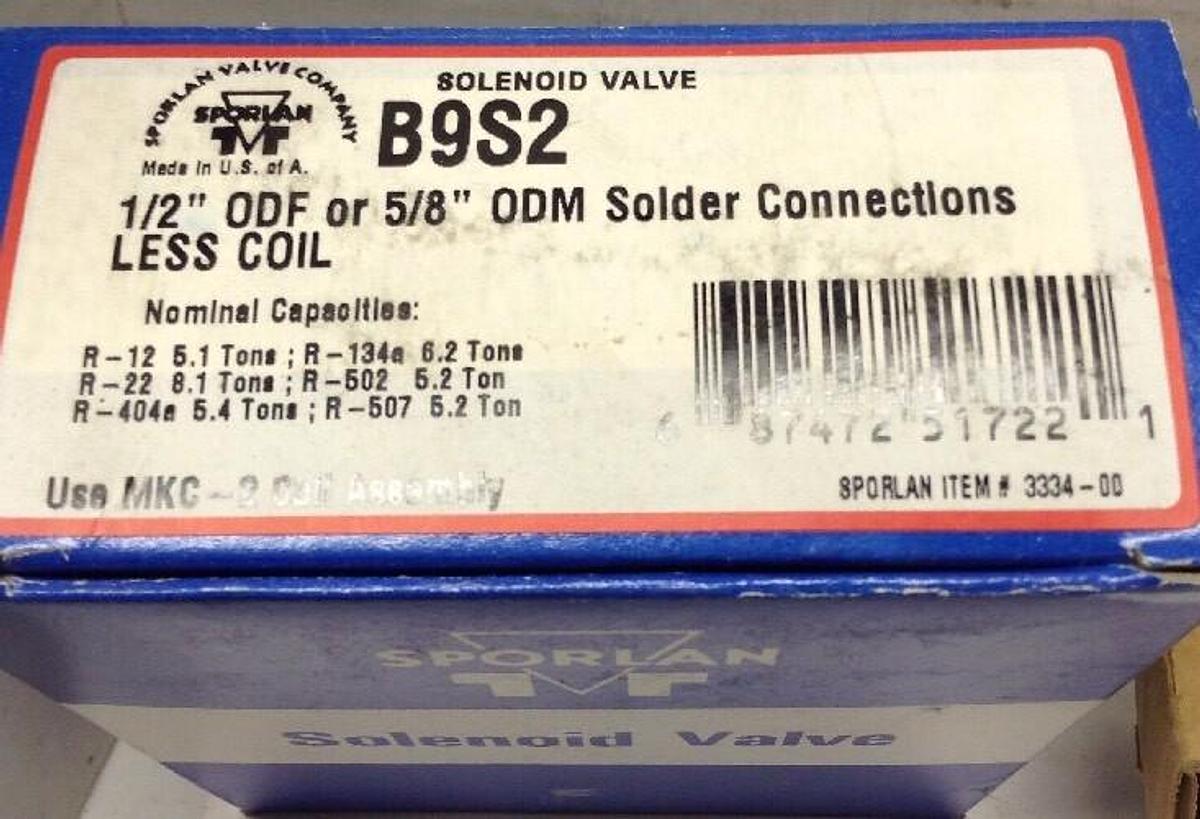 SPORLAN VALVE COMPANY
SPORLAN
Made in U.S. of A.
SOLENOID VALVE
B9S2
1/2" ODF or 5/8" ODM Solder Connections
LESS COIL
Nominal Capacities:
R-12 5.1 Tons ; R-134a 6.2 Tons
R-22 8.1 Tons ; R-502 5.2 Ton
R-404a 5.4 Tons ; R-507 5.2 Ton
6 87472 51722 1
Use MKC-2 Coil Assembly
SPORLAN ITEM # 3334-00
SPORLAN
Solenoid Valve